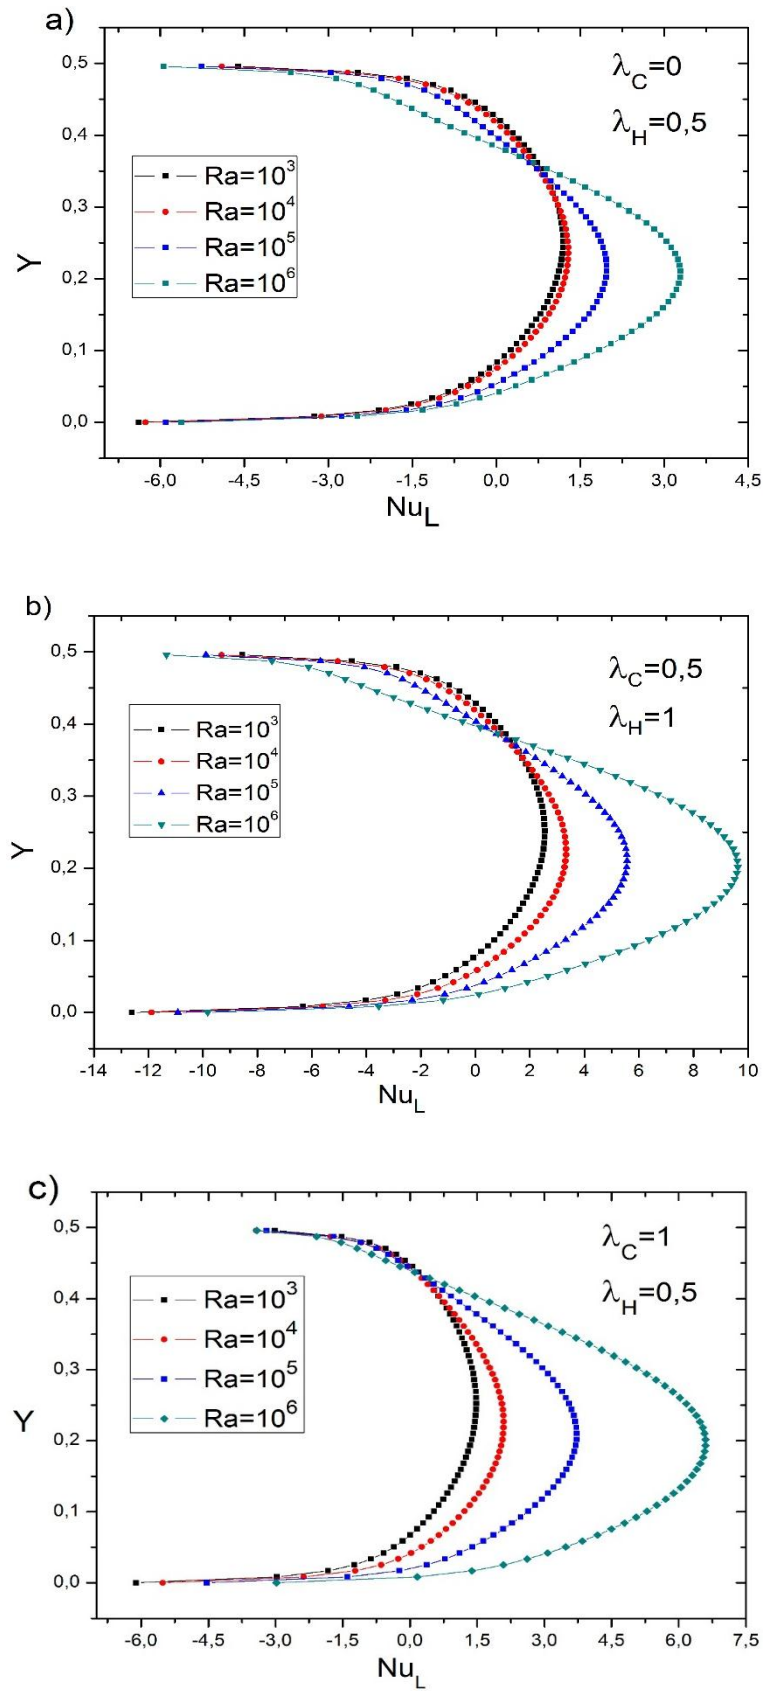 a)
0,5
0,4
0,3
0,2
0,1
0,0
Y
λC=0
λH=0,5
Ra=10³
Ra=10⁴
Ra=10⁵
Ra=10⁶
-6,0 -4,5 -3,0 -1,5 0,0 1,5 3,0 4,5
NuL
b)
0,5
0,4
0,3
0,2
0,1
0,0
Y
λC=0,5
λH=1
Ra=10³
Ra=10⁴
Ra=10⁵
Ra=10⁶
-14 -12 -10 -8 -6 -4 -2 0 2 4 6 8 10
NuL
c)
0,5
0,4
0,3
0,2
0,1
0,0
Y
λC=1
λH=0,5
Ra=10³
Ra=10⁴
Ra=10⁵
Ra=10⁶
-6,0 -4,5 -3,0 -1,5 0,0 1,5 3,0 4,5 6,0 7,5
NuL